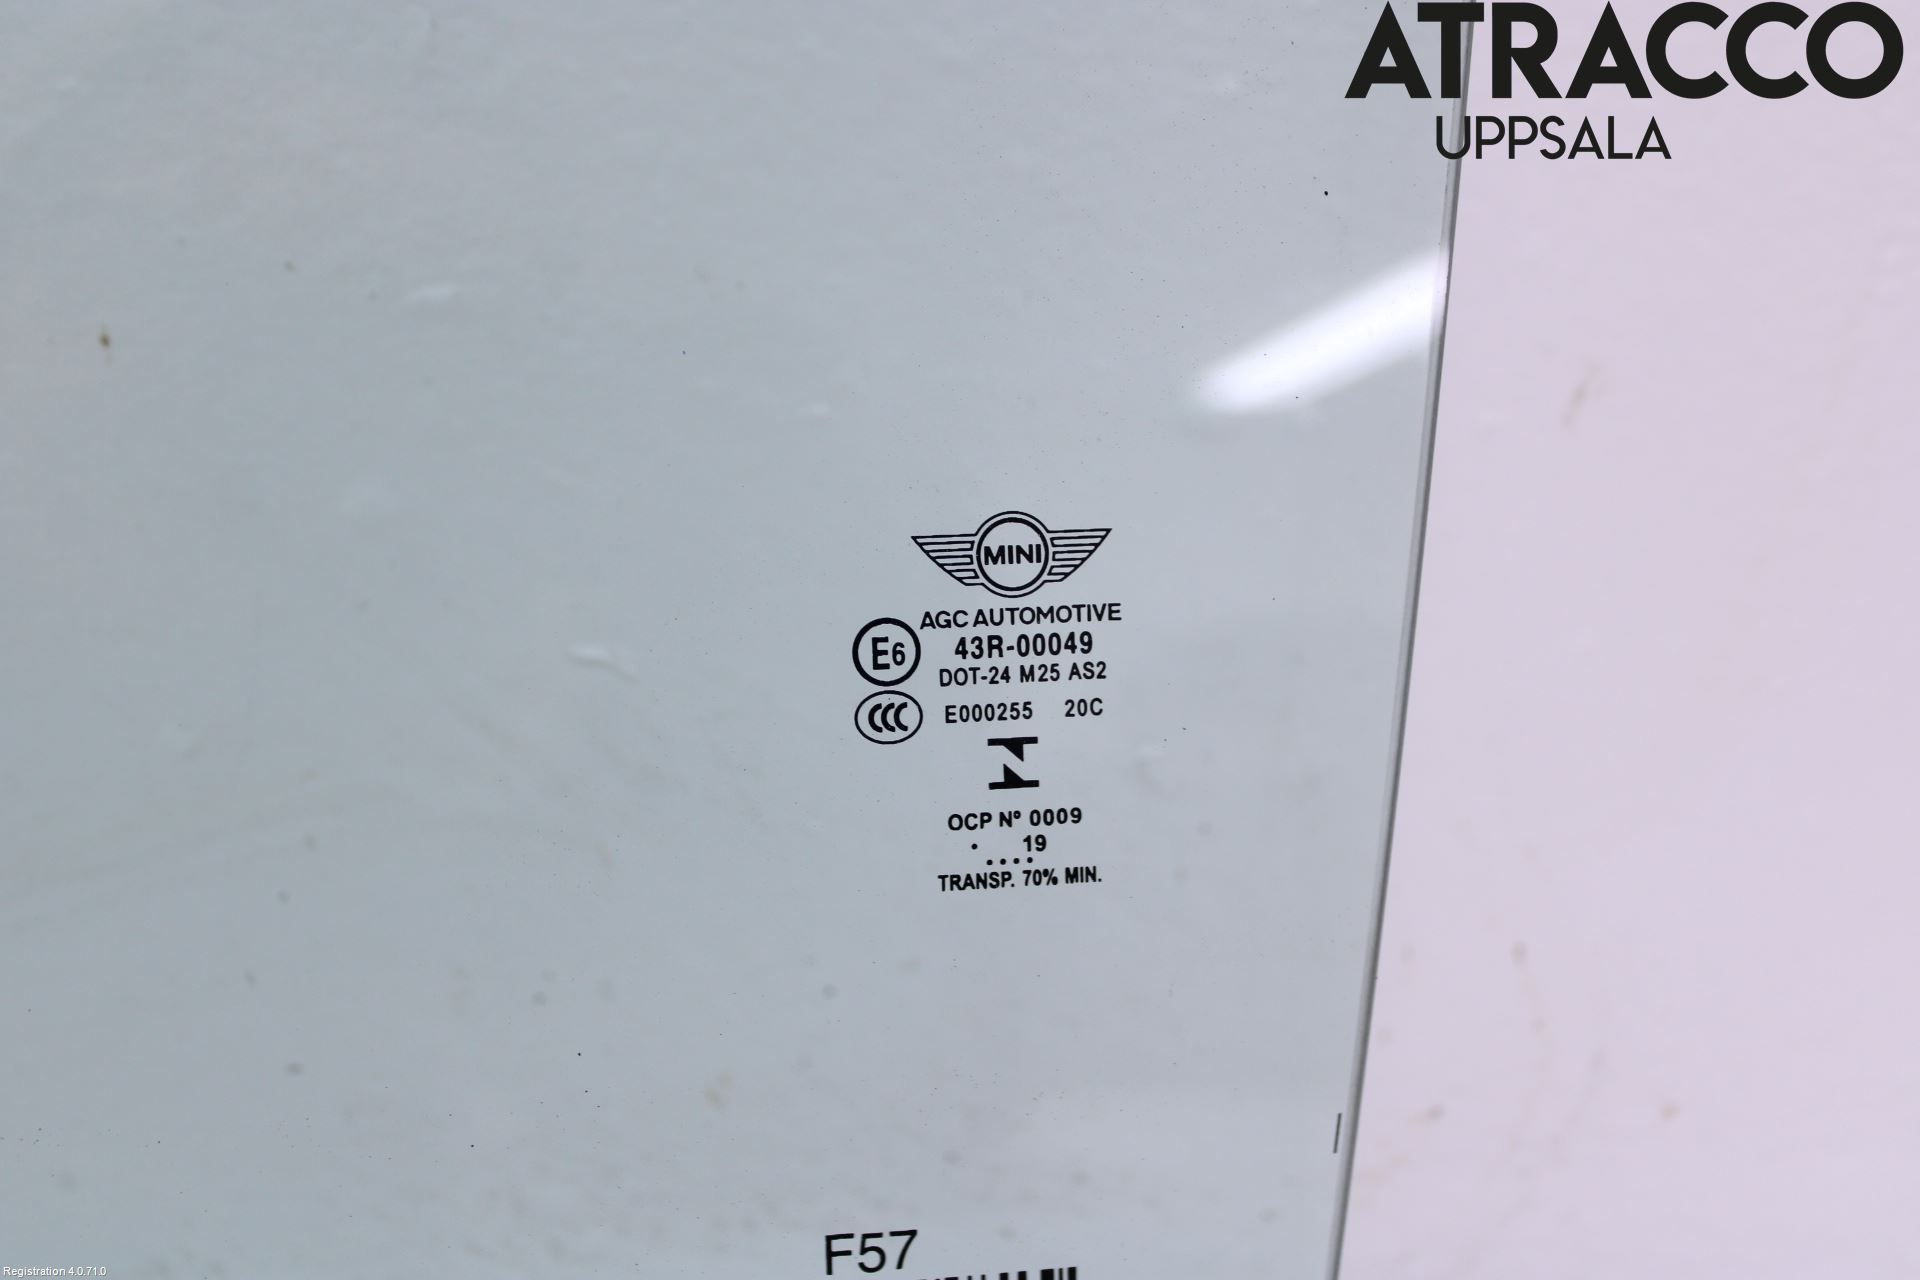 ATRACCO
UPPSALA
MINI
AGC AUTOMOTIVE
E6
43R-00049
DOT-24 M25 AS2
CCC
E000255 20C
OCP Nº 0009
. 19
....
TRANSP. 70% MIN.
F57
Registration 4.0.71.0